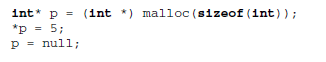 int* p = (int *) malloc(sizeof(int));
*p = 5;
p = null;